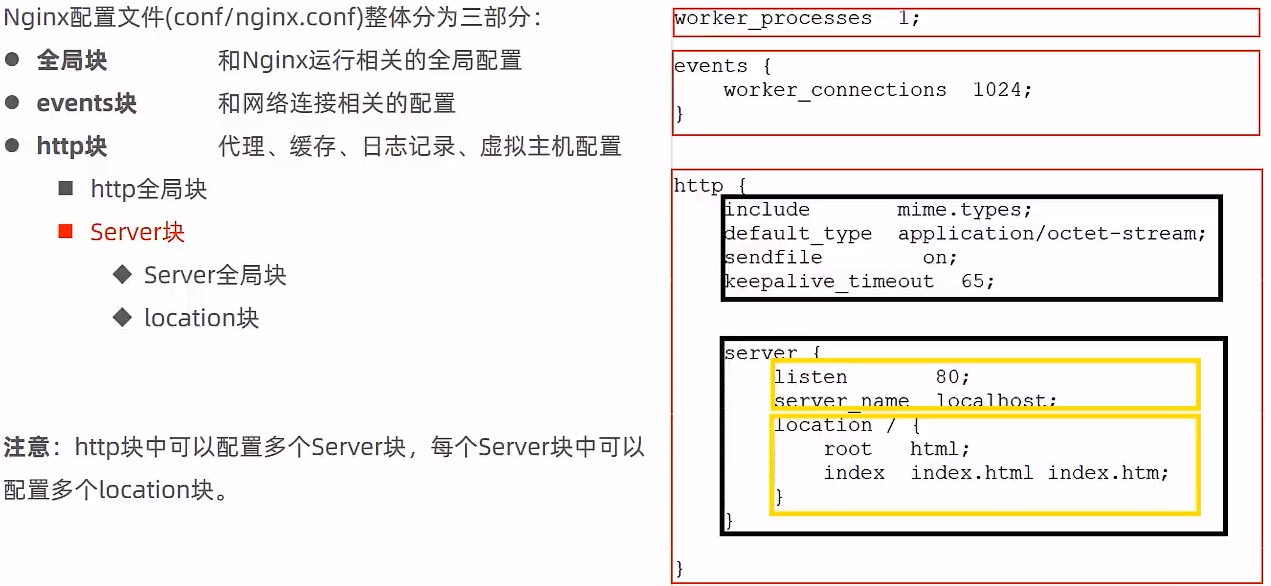 Nginx配置文件(conf/nginx.conf)整体分为三部分：
● 全局块 和Nginx运行相关的全局配置
● events块 和网络连接相关的配置
● http块 代理、缓存、日志记录、虚拟主机配置
■ http全局块
■ Server块
◆ Server全局块
◆ location块
注意：http块中可以配置多个Server块，每个Server块中可以
配置多个location块。
worker_processes  1;
events {
    worker_connections  1024;
}
http {
    include       mime.types;
    default_type  application/octet-stream;
    sendfile        on;
    keepalive_timeout  65;
    server {
        listen       80;
        server_name  localhost;
        location / {
            root   html;
            index  index.html index.htm;
        }
    }
}